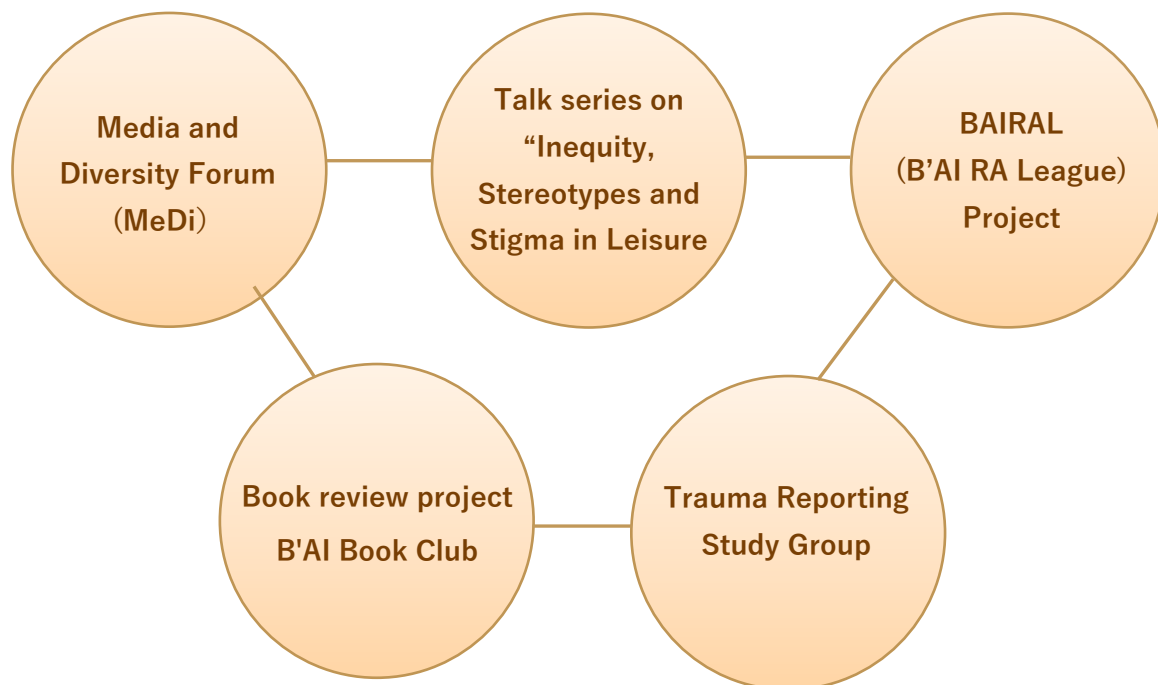 Media and
Diversity Forum
(MeDi）
Talk series on
“Inequity,
Stereotypes and
Stigma in Leisure
BAIRAL
(B’AI RA League)
Project
Book review project
B'AI Book Club
Trauma Reporting
Study Group